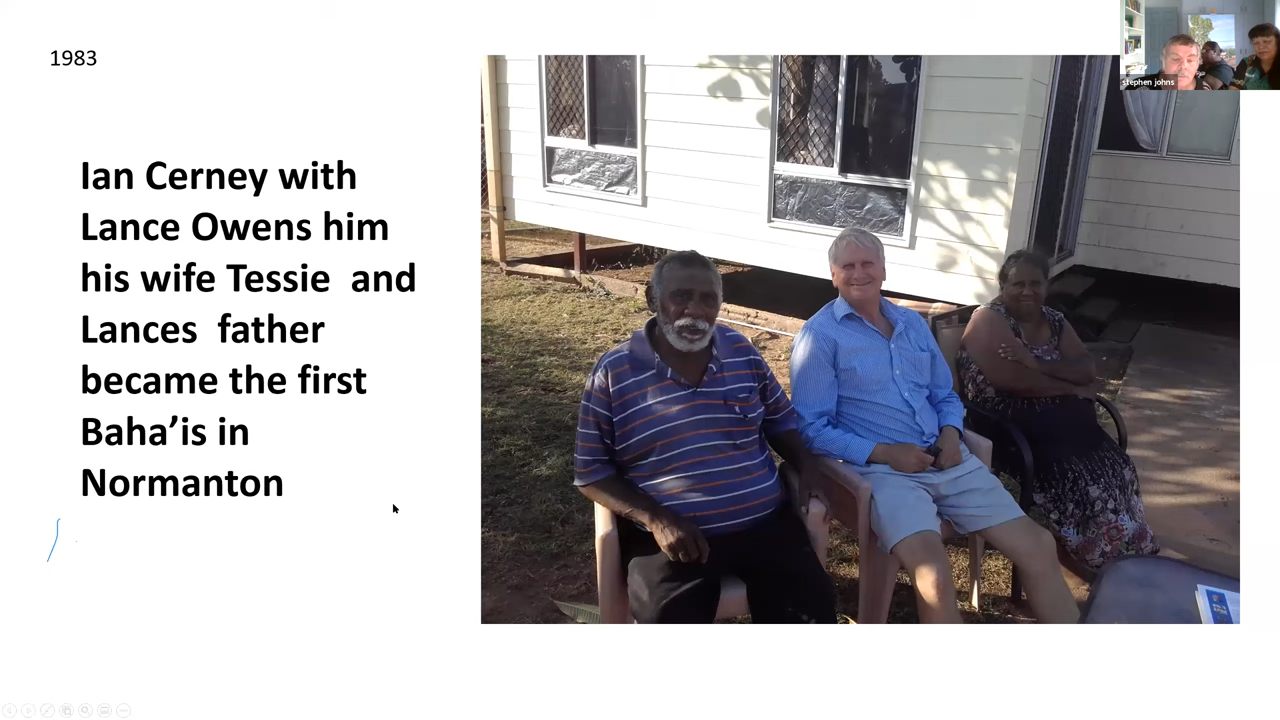 1983
Ian Cerney with
Lance Owens him
his wife Tessie  and
Lances  father
became the first
Baha’is in
Normanton
stephen johns